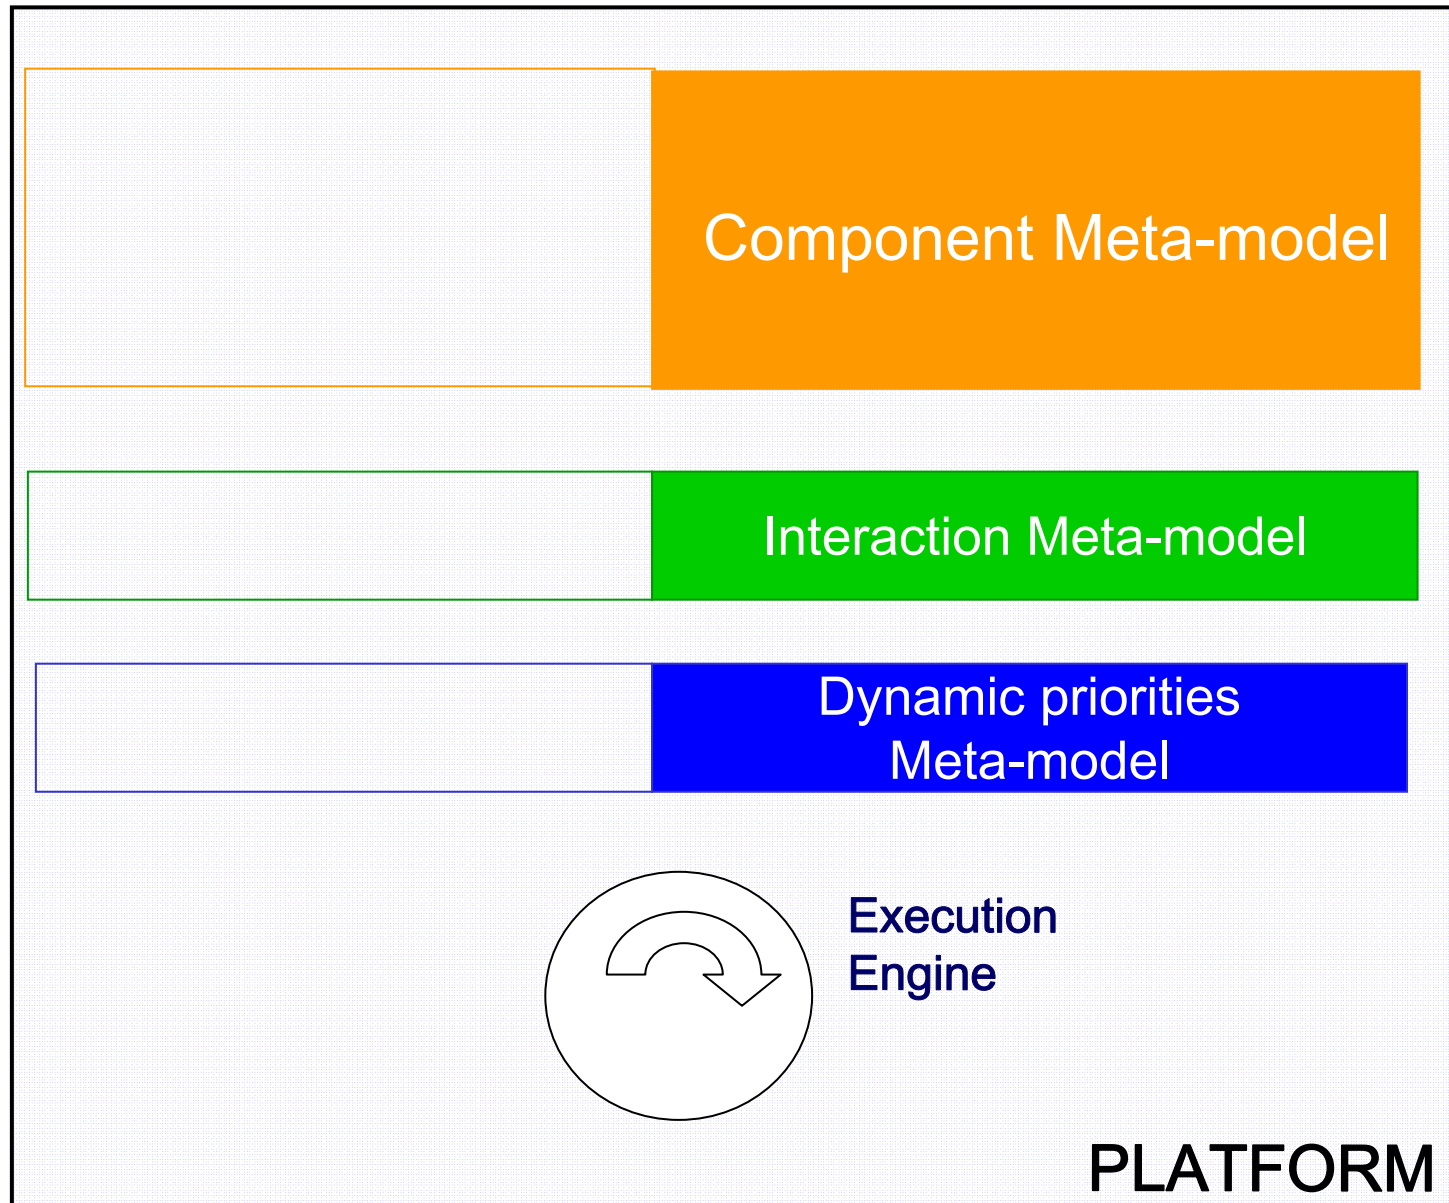 Component Meta-model
Interaction Meta-model
Dynamic priorities
Meta-model
Execution
Engine
PLATFORM